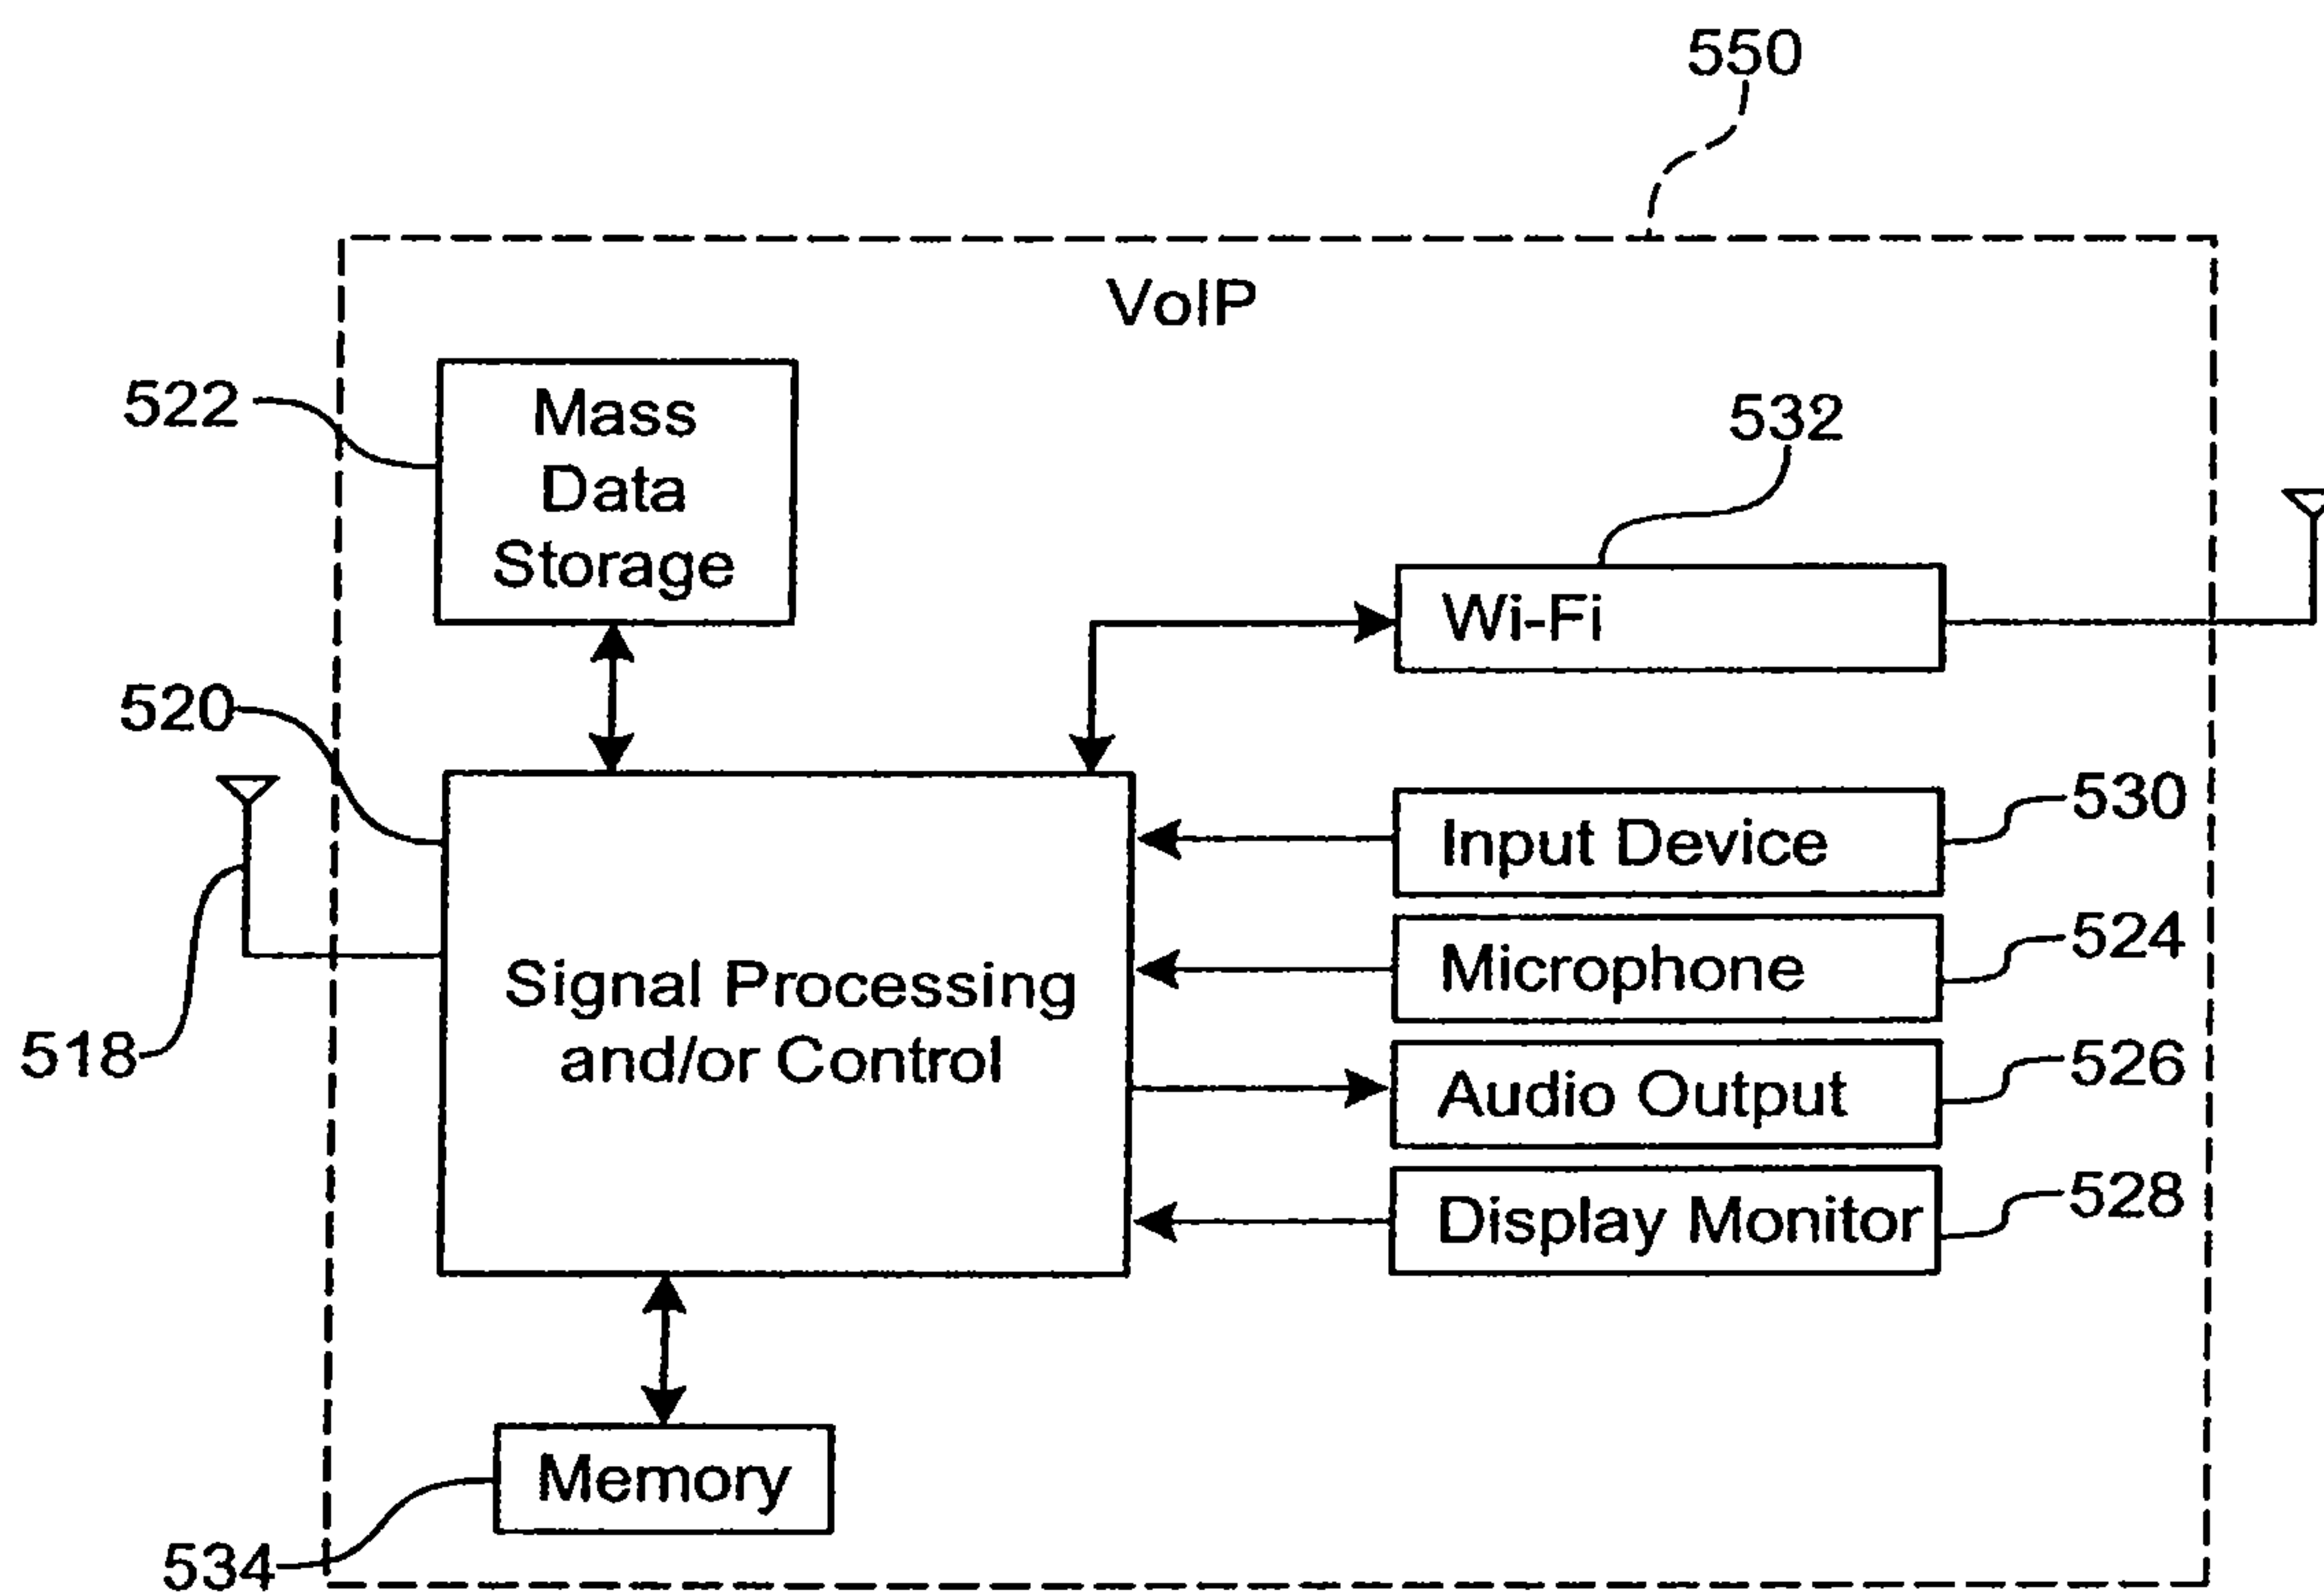 550
VoIP
522
Mass
Data
Storage
532
Wi-Fi
520
530
Input Device
524
Microphone
Signal Processing
and/or Control
518
526
Audio Output
528
Display Monitor
Memory
534